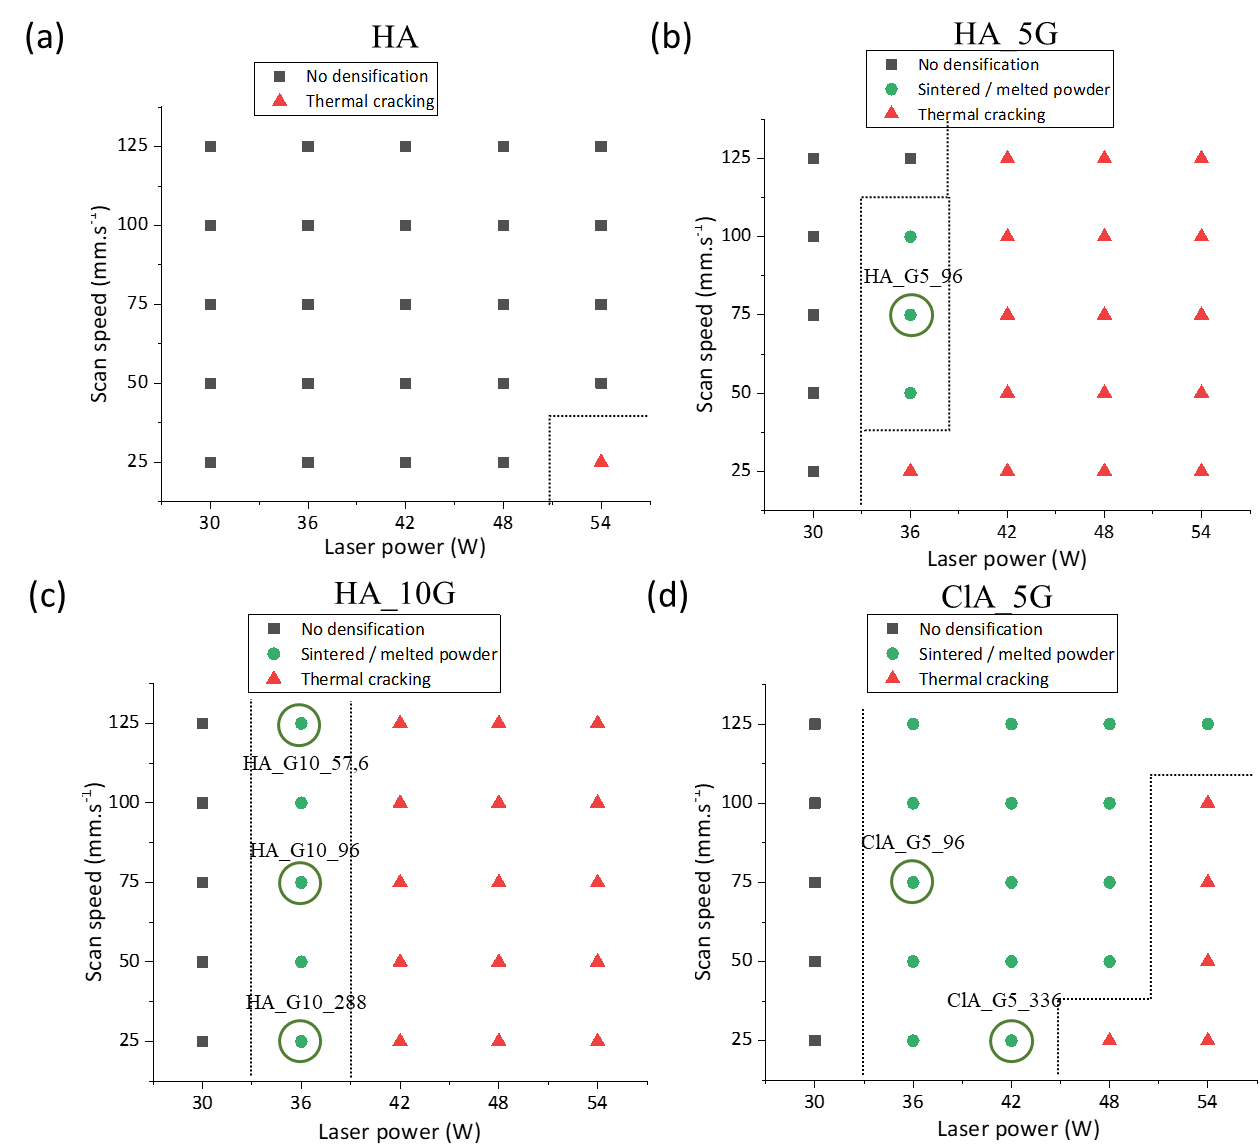 (a)
HA
No densification
Thermal cracking
125
100
75
50
25
Scan speed (mm.s⁻¹)
30 36 42 48 54
Laser power (W)
(b)
HA_5G
No densification
Sintered / melted powder
Thermal cracking
125
100
HA_G5_96
75
50
25
Scan speed (mm.s⁻¹)
30 36 42 48 54
Laser power (W)
(c)
HA_10G
No densification
Sintered / melted powder
Thermal cracking
125
HA_G10_57,6
100
HA_G10_96
75
50
HA_G10_288
25
Scan speed (mm.s⁻¹)
30 36 42 48 54
Laser power (W)
(d)
ClA_5G
No densification
Sintered / melted powder
Thermal cracking
125
100
ClA_G5_96
75
50
ClA_G5_336
25
Scan speed (mm.s⁻¹)
30 36 42 48 54
Laser power (W)